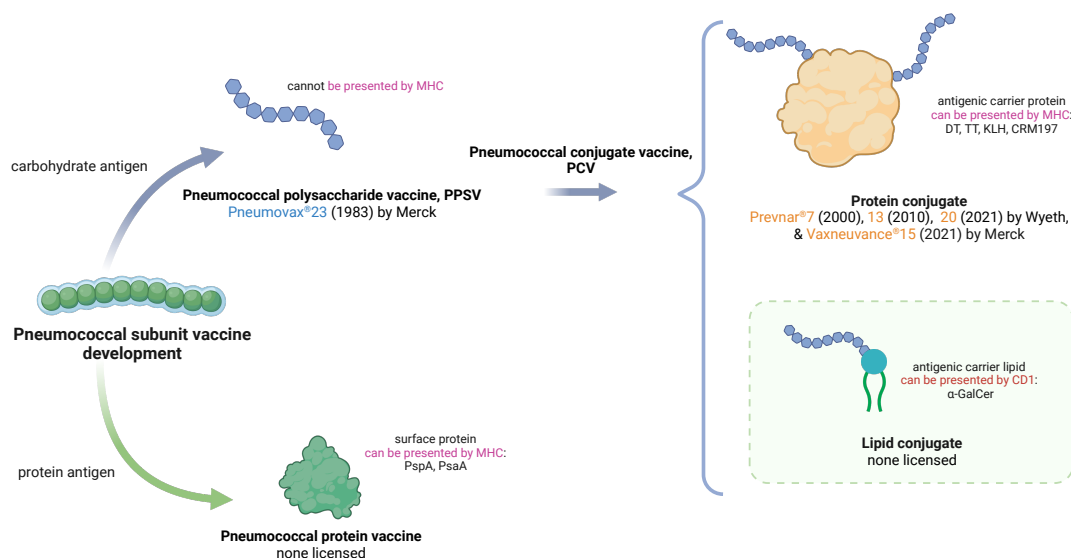 cannot be presented by MHC
carbohydrate antigen
Pneumococcal polysaccharide vaccine, PPSV
Pneumovax®23 (1983) by Merck
Pneumococcal subunit vaccine
development
protein antigen
surface protein
can be presented by MHC:
PspA, PsaA
Pneumococcal protein vaccine
none licensed
Pneumococcal conjugate vaccine,
PCV
antigenic carrier protein
can be presented by MHC:
DT, TT, KLH, CRM197
Protein conjugate
Prevnar®7 (2000), 13 (2010), 20 (2021) by Wyeth,
& Vaxneuvance®15 (2021) by Merck
antigenic carrier lipid
can be presented by CD1:
α-GalCer
Lipid conjugate
none licensed